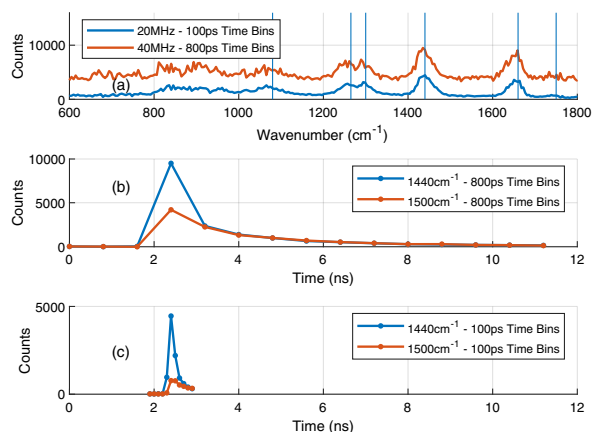 10000
5000
0
Counts
20MHz - 100ps Time Bins
40MHz - 800ps Time Bins
(a)
600 800 1000 1200 1400 1600 1800
Wavenumber (cm⁻¹)
10000
5000
0
Counts
(b)
1440cm⁻¹ - 800ps Time Bins
1500cm⁻¹ - 800ps Time Bins
0 2 4 6 8 10 12
Time (ns)
5000
0
Counts
(c)
1440cm⁻¹ - 100ps Time Bins
1500cm⁻¹ - 100ps Time Bins
0 2 4 6 8 10 12
Time (ns)